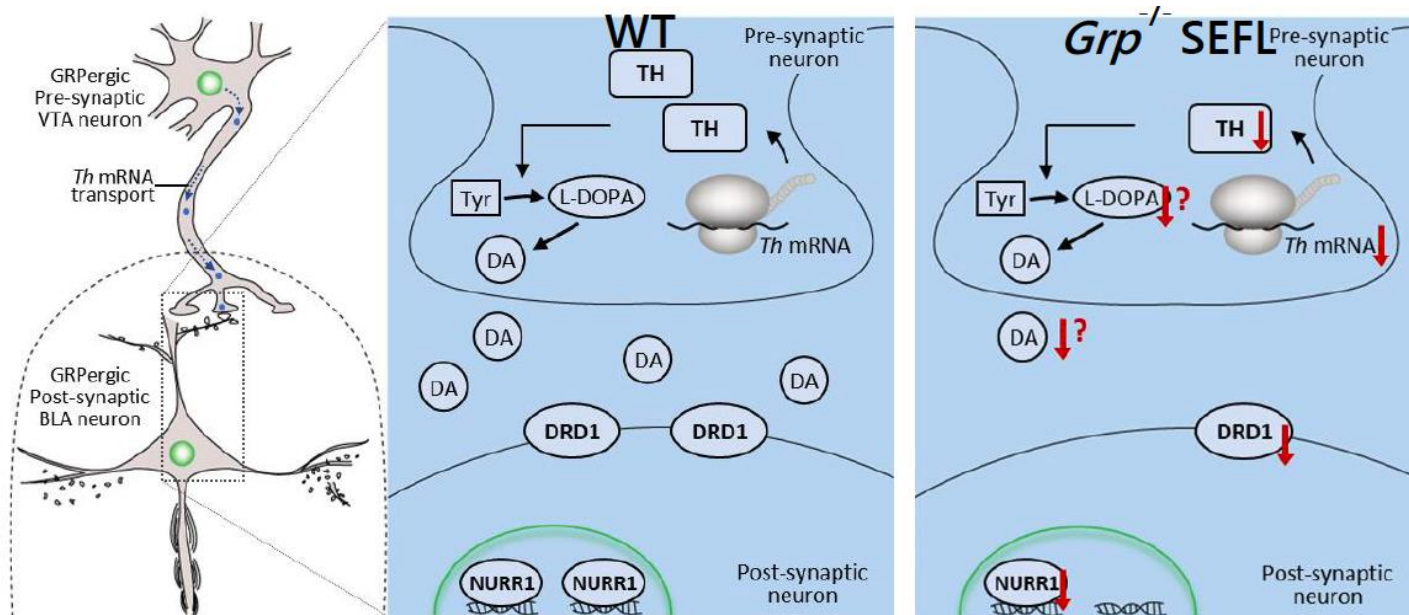 GRPergic
Pre-synaptic
VTA neuron
Th mRNA
transport
GRPergic
Post-synaptic
BLA neuron
WT
Pre-synaptic
neuron
TH
TH
Tyr
L-DOPA
Th mRNA
DA
DA
DA
DA
DA
DRD1
DRD1
NURR1
NURR1
Post-synaptic
neuron
Grp-/- SEFL
Pre-synaptic
neuron
TH
Tyr
L-DOPA
?
Th mRNA
DA
DA
?
DRD1
NURR1
Post-synaptic
neuron